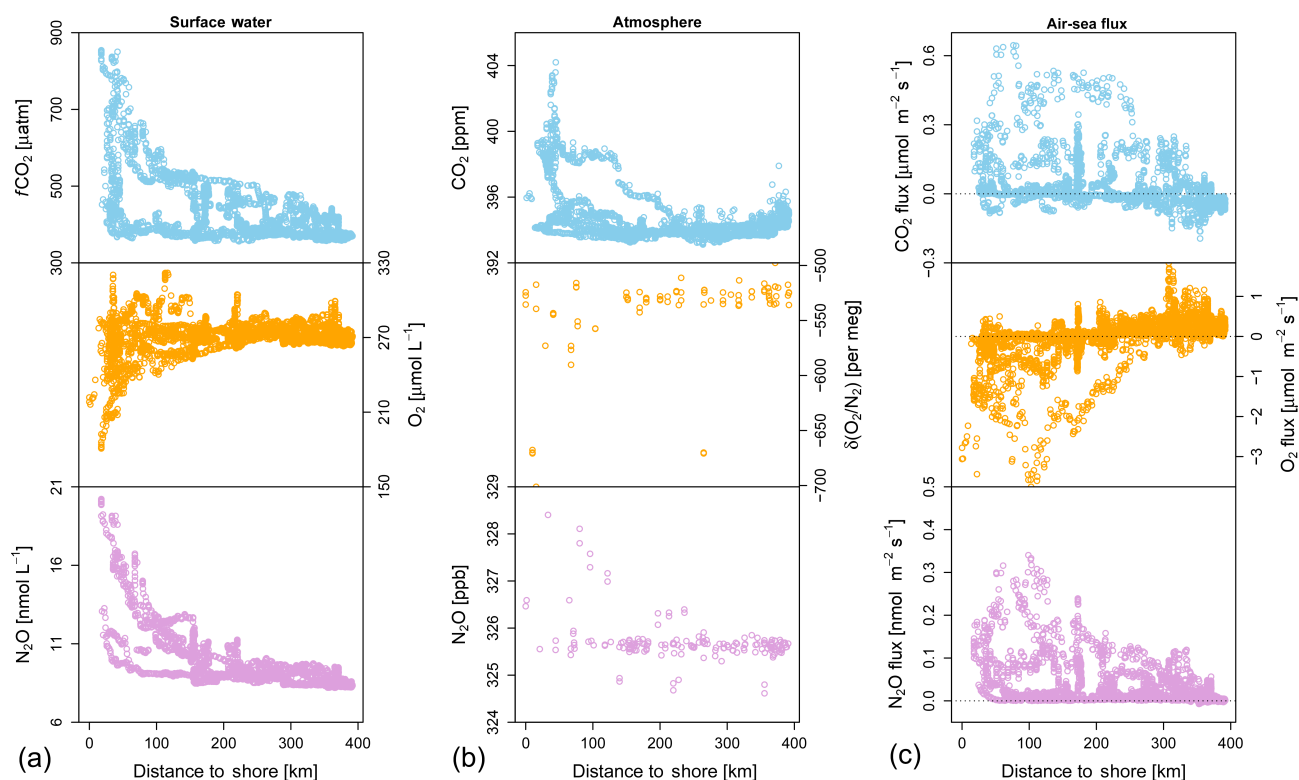 Surface water
900
700
500
300
fCO₂ [µatm]
330
270
210
150
O₂ [µmol L⁻¹]
21
16
11
6
N₂O [nmol L⁻¹]
0 100 200 300 400
Distance to shore [km]
(a)
Atmosphere
404
400
396
392
CO₂ [ppm]
−500
−550
−600
−650
−700
δ(O₂/N₂) [per meg]
329
328
327
326
325
324
N₂O [ppb]
0 100 200 300 400
Distance to shore [km]
(b)
Air-sea flux
0.6
0.3
0.0
−0.3
CO₂ flux [µmol m⁻² s⁻¹]
1
0
−1
−2
−3
O₂ flux [µmol m⁻² s⁻¹]
0.5
0.4
0.3
0.2
0.1
0.0
N₂O flux [nmol m⁻² s⁻¹]
0 100 200 300 400
Distance to shore [km]
(c)